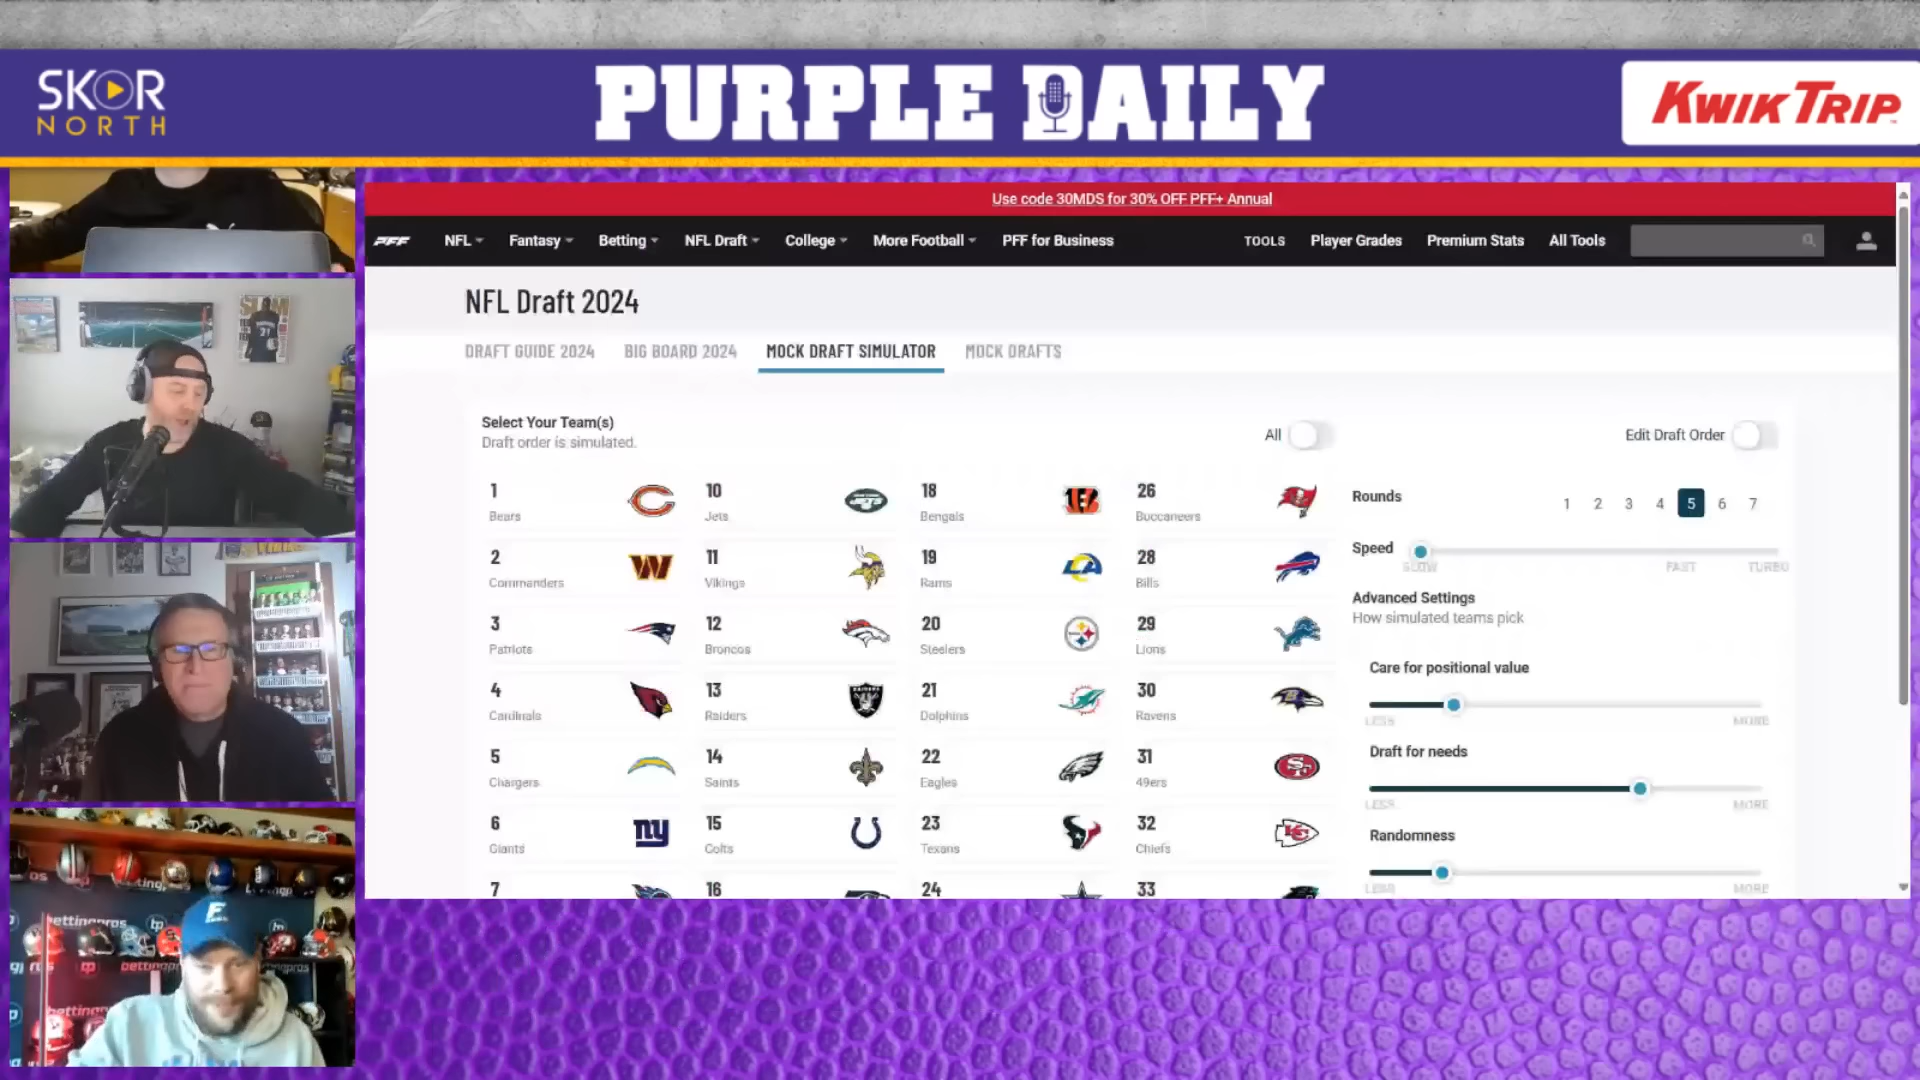 SKOR
NORTH
PURPLE DAILY
KWIK TRIP
Use code 30MDS for 30% OFF PFF+ Annual
PFF
NFL
Fantasy
Betting
NFL Draft
College
More Football
PFF for Business
TOOLS
Player Grades
Premium Stats
All Tools
NFL Draft 2024
DRAFT GUIDE 2024
BIG BOARD 2024
MOCK DRAFT SIMULATOR
MOCK DRAFTS
Select Your Team(s)
Draft order is simulated.
All
Edit Draft Order
1
Bears
2
Commanders
3
Patriots
4
Cardinals
5
Chargers
6
Giants
7
10
Jets
11
Vikings
12
Broncos
13
Raiders
14
Saints
15
Colts
16
18
Bengals
19
Rams
20
Steelers
21
Dolphins
22
Eagles
23
Texans
24
26
Buccaneers
28
Bills
29
Lions
30
Ravens
31
49ers
32
Chiefs
33
Rounds
1 2 3 4 5 6 7
Speed
SLOW FAST TURBO
Advanced Settings
How simulated teams pick
Care for positional value
LESS MORE
Draft for needs
LESS MORE
Randomness
LESS MORE
SLAM
bettingpros
bp